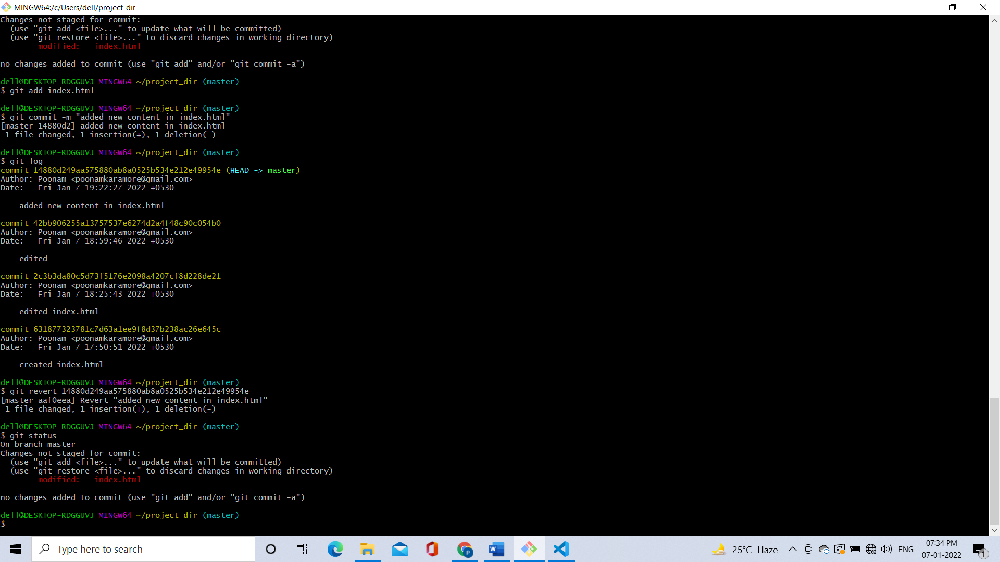 MINGW64:/c/Users/dell/project_dir
Changes not staged for commit:
  (use "git add <file>..." to update what will be committed)
  (use "git restore <file>..." to discard changes in working directory)
        modified:   index.html

no changes added to commit (use "git add" and/or "git commit -a")

dell@DESKTOP-RDGGUVJ MINGW64 ~/project_dir (master)
$ git add index.html

dell@DESKTOP-RDGGUVJ MINGW64 ~/project_dir (master)
$ git commit -m "added new content in index.html"
[master 14880d2] added new content in index.html
 1 file changed, 1 insertion(+), 1 deletion(-)

dell@DESKTOP-RDGGUVJ MINGW64 ~/project_dir (master)
$ git log
commit 14880d249aa575880ab8a0525b534e212e49954e (HEAD -> master)
Author: Poonam <poonamkaramore@gmail.com>
Date:   Fri Jan 7 19:22:27 2022 +0530

    added new content in index.html

commit 42bb906255a13757537e6274d2a4f48c90c054b0
Author: Poonam <poonamkaramore@gmail.com>
Date:   Fri Jan 7 18:59:46 2022 +0530

    edited

commit 2c3b3da80c5d73f5176e2098a4207cf8d228de21
Author: Poonam <poonamkaramore@gmail.com>
Date:   Fri Jan 7 18:25:43 2022 +0530

    edited index.html

commit 631877323781c7d63a1ee9f8d37b238ac26e645c
Author: Poonam <poonamkaramore@gmail.com>
Date:   Fri Jan 7 17:50:51 2022 +0530

    created index.html

dell@DESKTOP-RDGGUVJ MINGW64 ~/project_dir (master)
$ git revert 14880d249aa575880ab8a0525b534e212e49954e
[master aaf0eea] Revert "added new content in index.html"
 1 file changed, 1 insertion(+), 1 deletion(-)

dell@DESKTOP-RDGGUVJ MINGW64 ~/project_dir (master)
$ git status
On branch master
Changes not staged for commit:
  (use "git add <file>..." to update what will be committed)
  (use "git restore <file>..." to discard changes in working directory)
        modified:   index.html

no changes added to commit (use "git add" and/or "git commit -a")

dell@DESKTOP-RDGGUVJ MINGW64 ~/project_dir (master)
$
Type here to search
P
W
25°C Haze
ENG
07:34 PM
07-01-2022
1